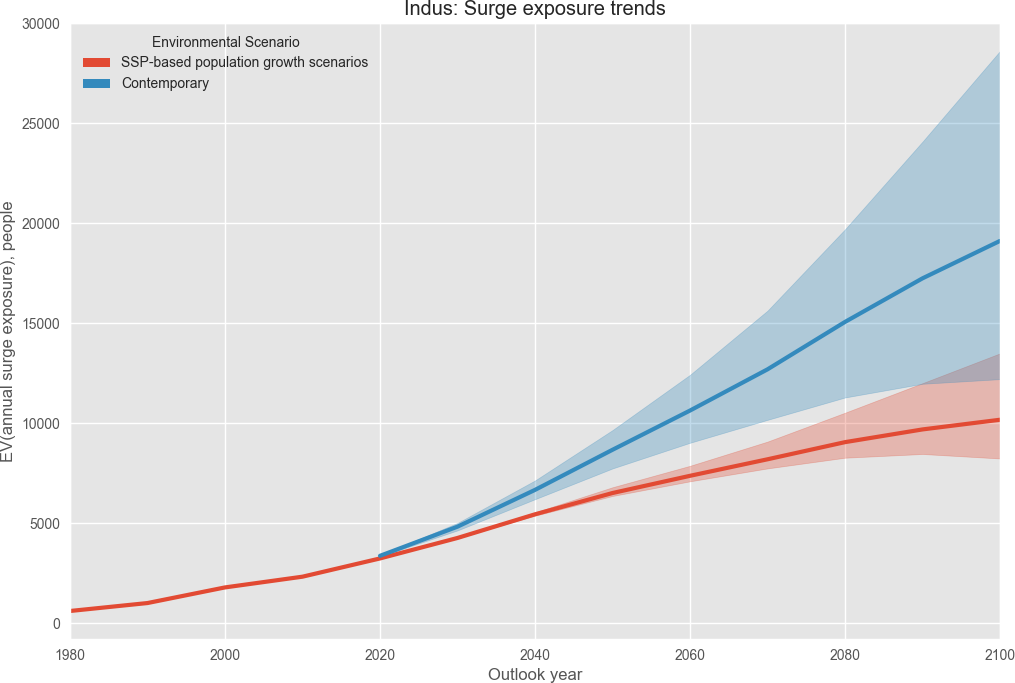 Indus: Surge exposure trends
Environmental Scenario
SSP-based population growth scenarios
Contemporary
EV(annual surge exposure), people
30000
25000
20000
15000
10000
5000
0
1980 2000 2020 2040 2060 2080 2100
Outlook year